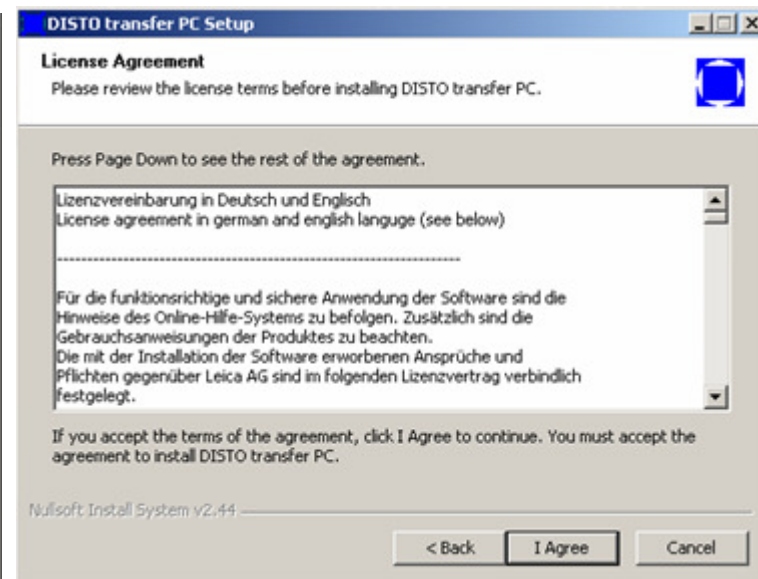 DISTO transfer PC Setup
License Agreement
Please review the license terms before installing DISTO transfer PC.
Press Page Down to see the rest of the agreement.
Lizenzvereinbarung in Deutsch und Englisch
License agreement in german and english languge (see below)
--------------------------------------------------------------------
Für die funktionsrichtige und sichere Anwendung der Software sind die
Hinweise des Online-Hilfe-Systems zu befolgen. Zusätzlich sind die
Gebrauchsanweisungen der Produktes zu beachten.
Die mit der Installation der Software erworbenen Ansprüche und
Pflichten gegenüber Leica AG sind im folgenden Lizenzvertrag verbindlich
festgelegt.
If you accept the terms of the agreement, click I Agree to continue. You must accept the
agreement to install DISTO transfer PC.
Nullsoft Install System v2.44
< Back I Agree Cancel